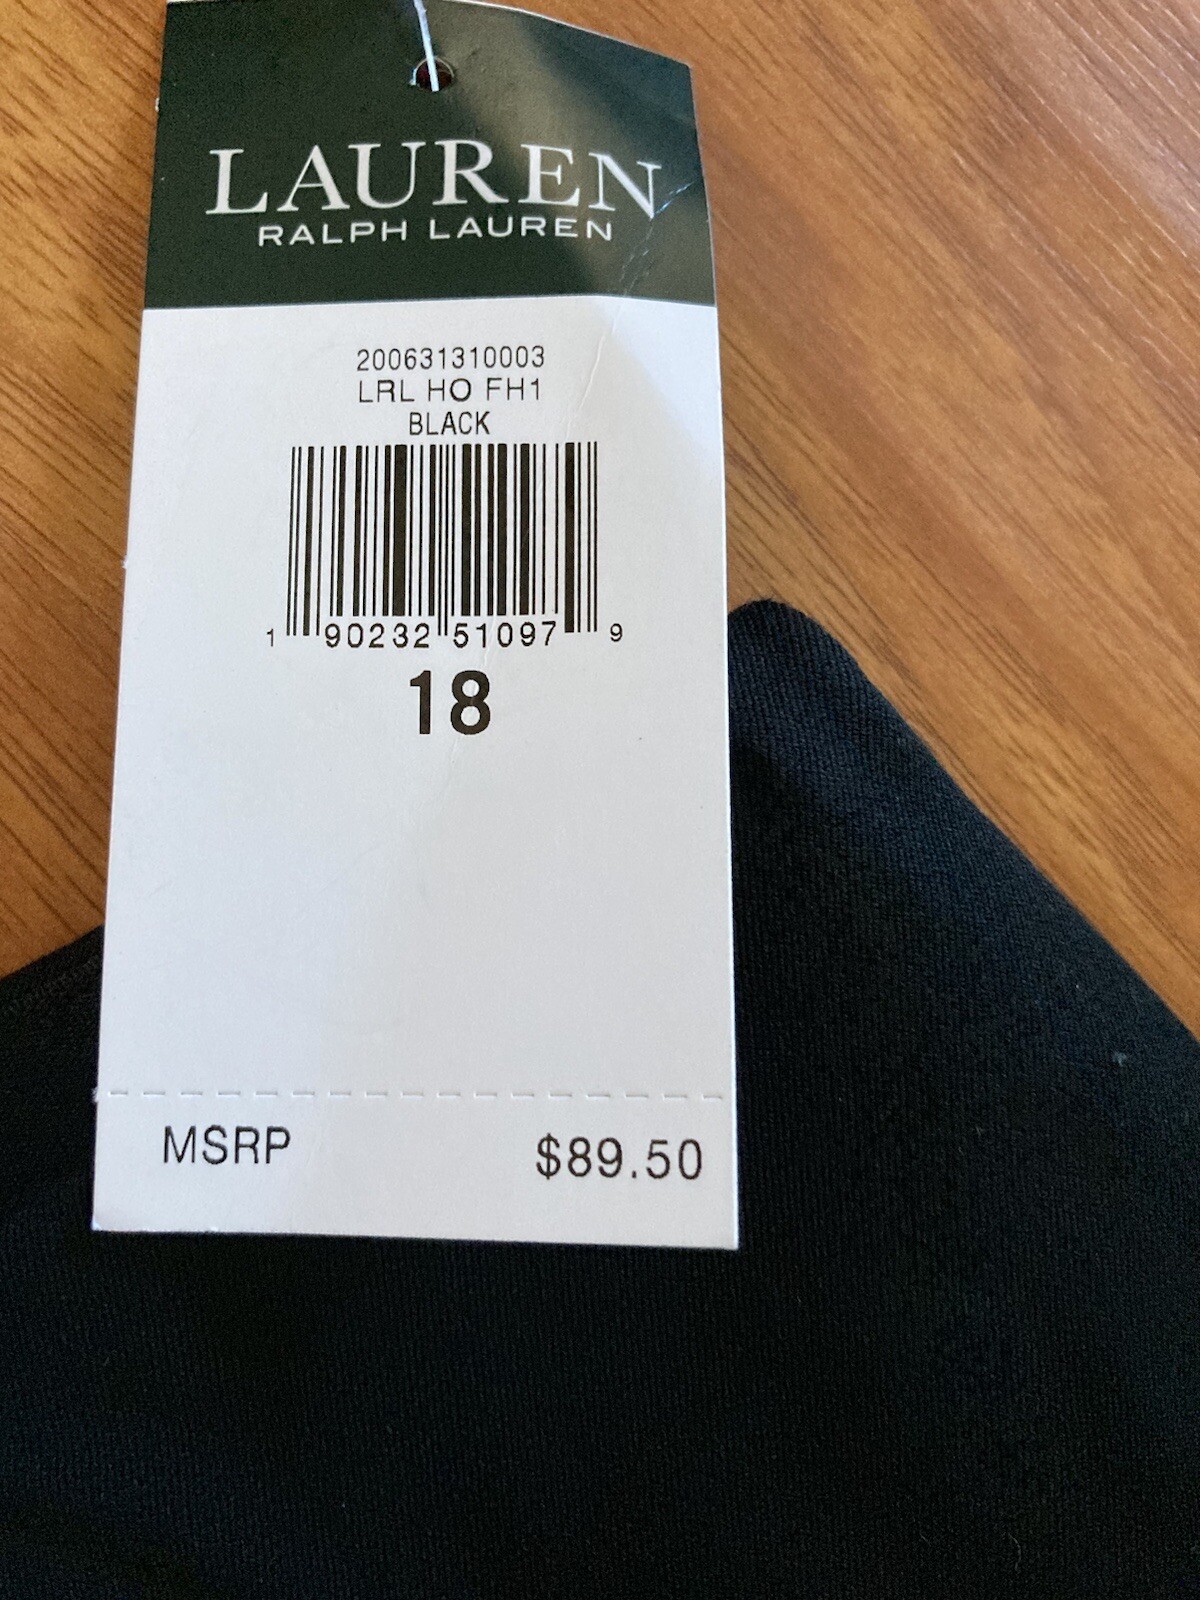 LAUREN
RALPH LAUREN
200631310003
LRL HO FH1
BLACK
1 90232 51097 9
18
MSRP $89.50